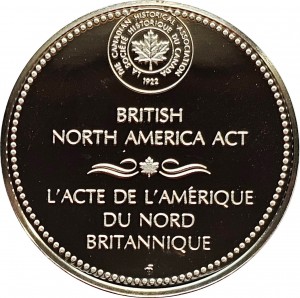 THE CANADIAN HISTORICAL ASSOCIATION
LA SOCIÉTÉ HISTORIQUE DU CANADA
1922
BRITISH
NORTH AMERICA ACT
L'ACTE DE L'AMÉRIQUE
DU NORD
BRITANNIQUE